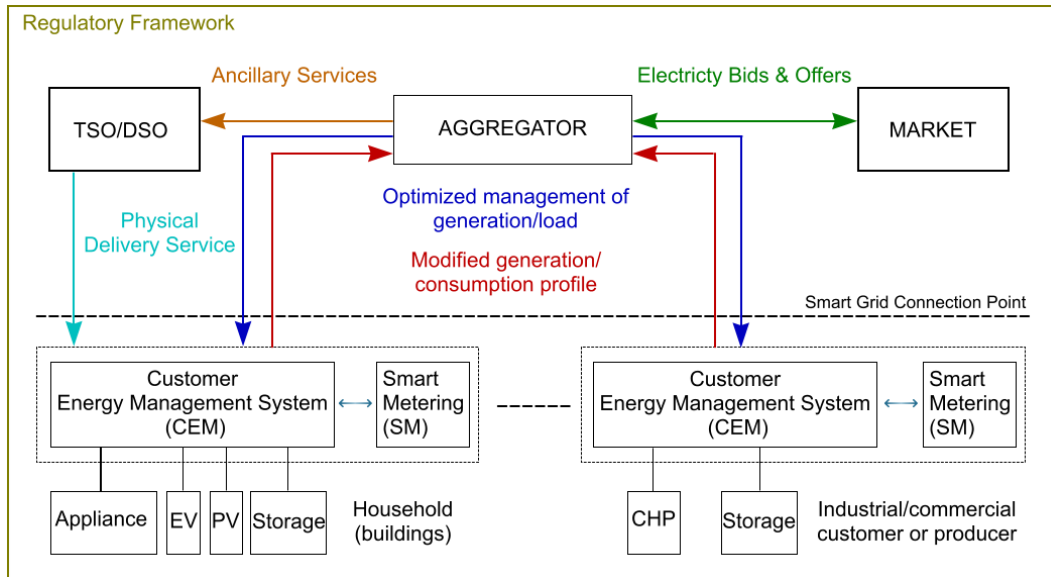 Regulatory Framework
Ancillary Services
Electricty Bids & Offers
TSO/DSO
AGGREGATOR
MARKET
Physical
Delivery Service
Optimized management of
generation/load
Modified generation/
consumption profile
Smart Grid Connection Point
Customer
Energy Management System
(CEM)
Smart
Metering
(SM)
Customer
Energy Management System
(CEM)
Smart
Metering
(SM)
Appliance
EV
PV
Storage
Household
(buildings)
CHP
Storage
Industrial/commercial
customer or producer